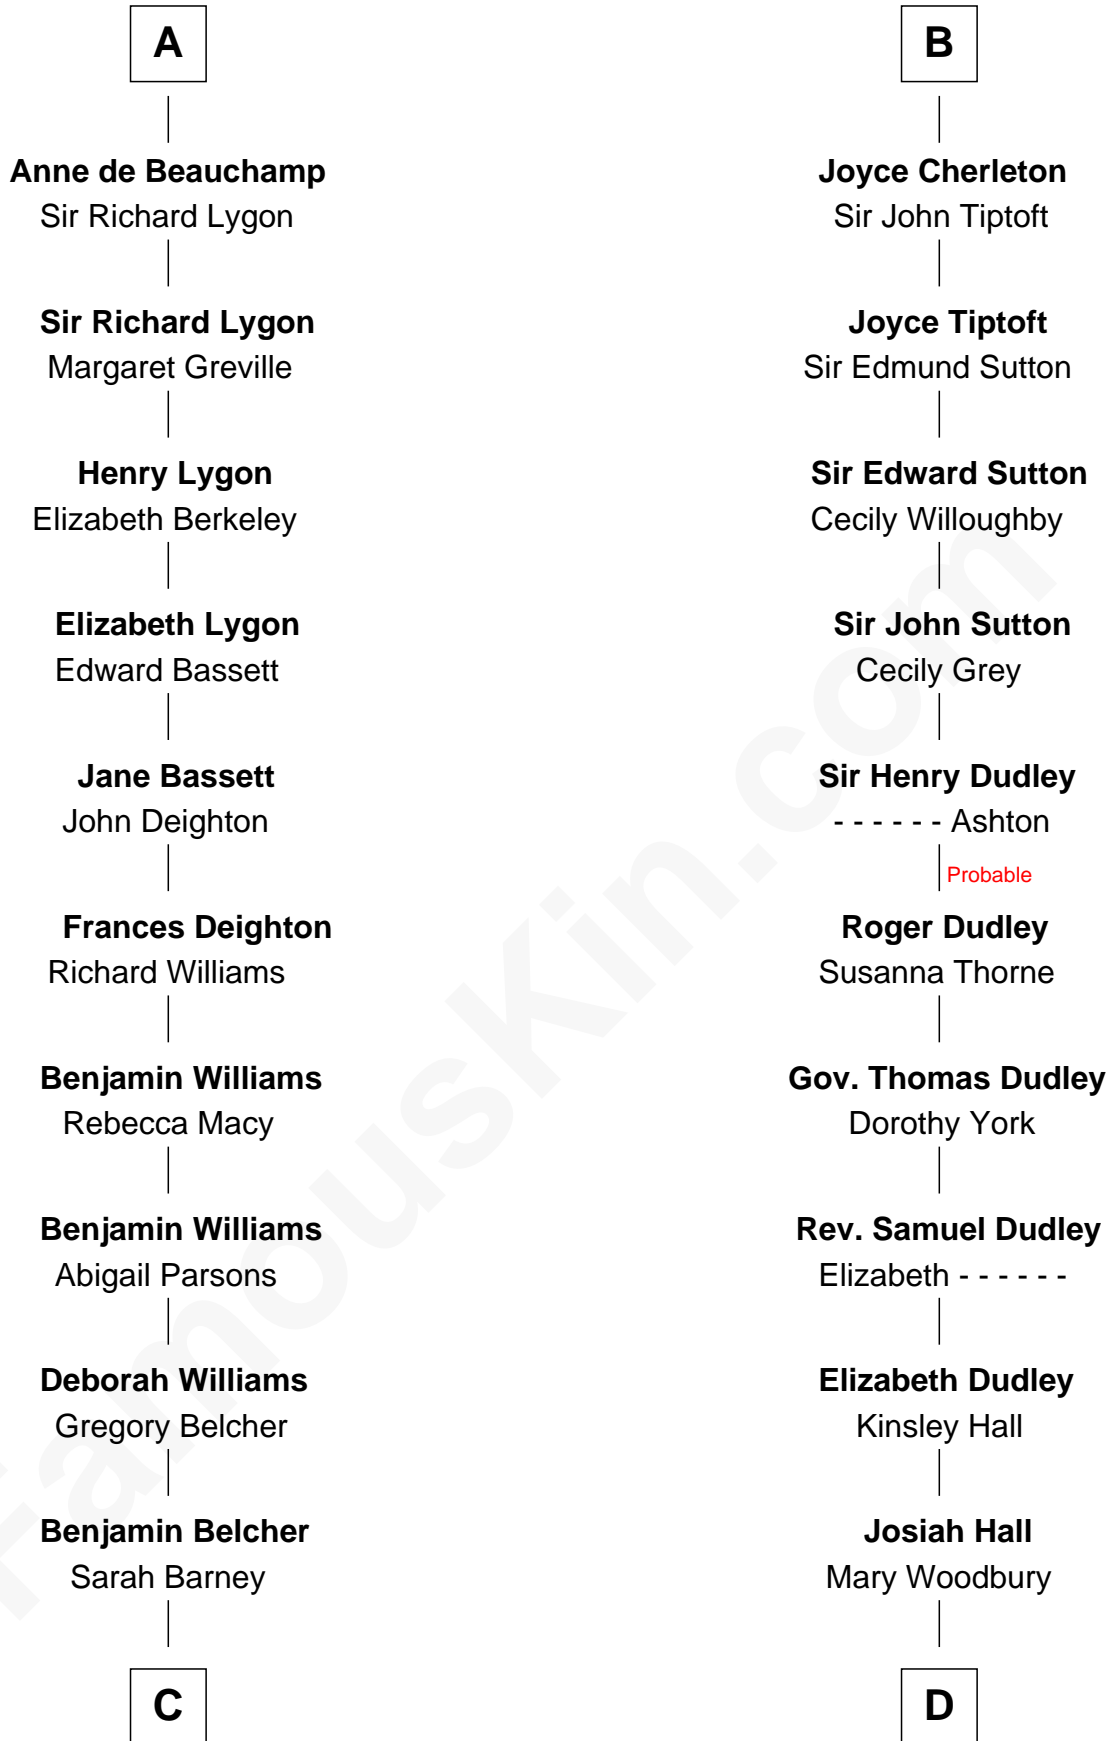 A
Anne de Beauchamp
Sir Richard Lygon
Sir Richard Lygon
Margaret Greville
Henry Lygon
Elizabeth Berkeley
Elizabeth Lygon
Edward Bassett
Jane Bassett
John Deighton
Frances Deighton
Richard Williams
Benjamin Williams
Rebecca Macy
Benjamin Williams
Abigail Parsons
Deborah Williams
Gregory Belcher
Benjamin Belcher
Sarah Barney
C
B
Joyce Cherleton
Sir John Tiptoft
Joyce Tiptoft
Sir Edmund Sutton
Sir Edward Sutton
Cecily Willoughby
Sir John Sutton
Cecily Grey
Sir Henry Dudley
- - - - - - Ashton
Probable
Roger Dudley
Susanna Thorne
Gov. Thomas Dudley
Dorothy York
Rev. Samuel Dudley
Elizabeth - - - - - -
Elizabeth Dudley
Kinsley Hall
Josiah Hall
Mary Woodbury
D
FamousKin.com